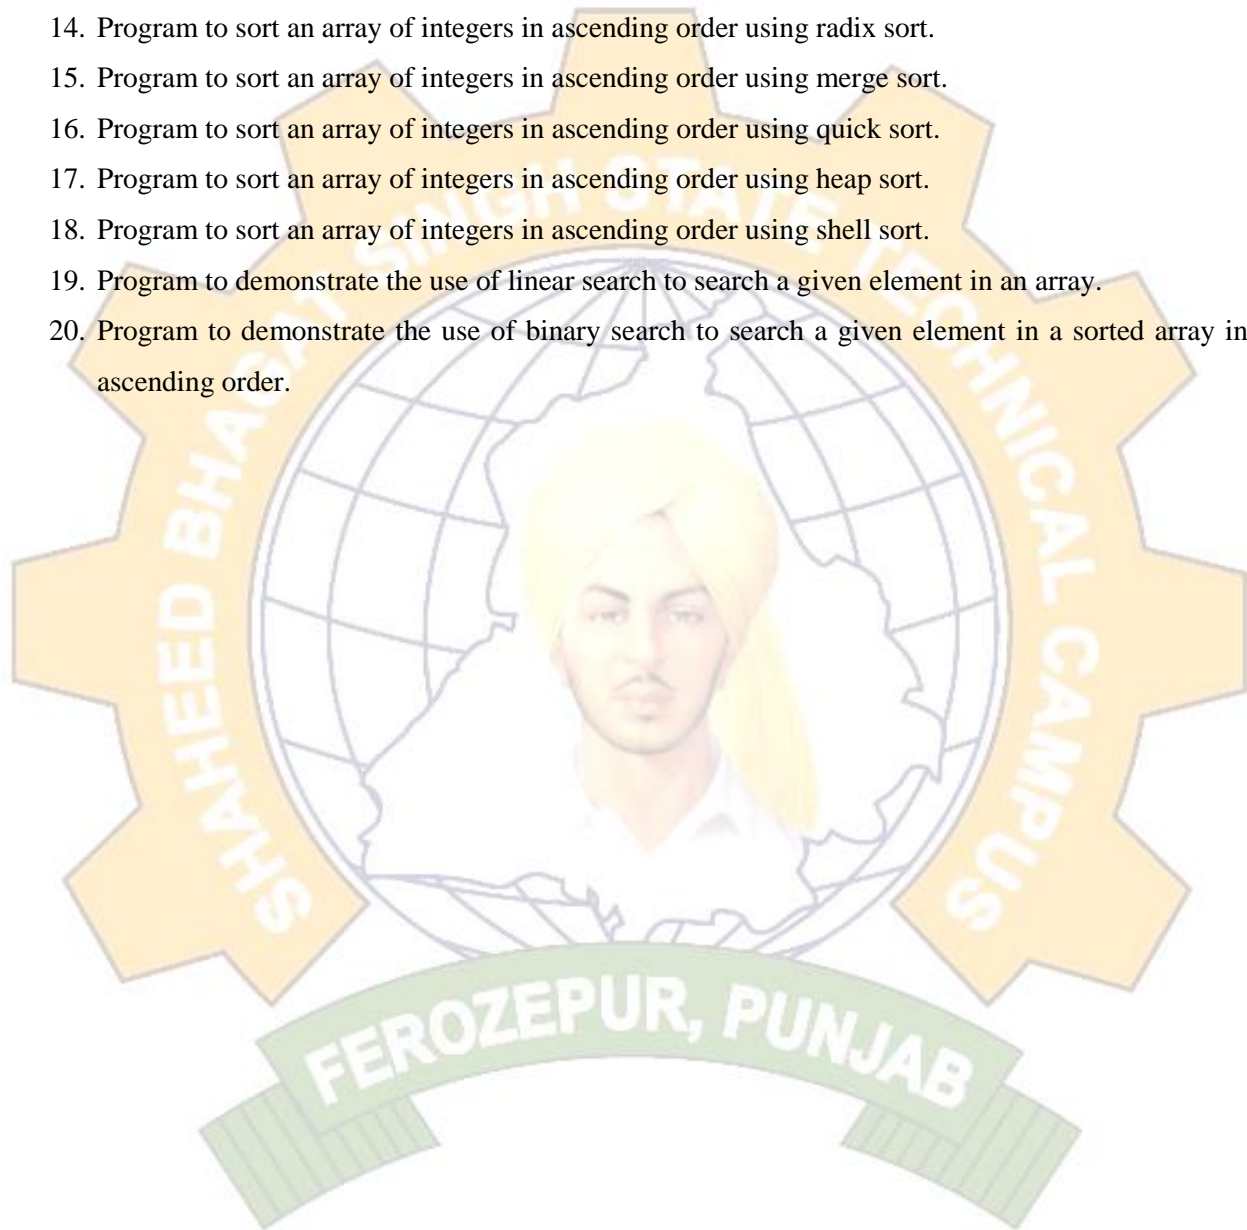 14. Program to sort an array of integers in ascending order using radix sort.
15. Program to sort an array of integers in ascending order using merge sort.
16. Program to sort an array of integers in ascending order using quick sort.
17. Program to sort an array of integers in ascending order using heap sort.
18. Program to sort an array of integers in ascending order using shell sort.
19. Program to demonstrate the use of linear search to search a given element in an array.
20. Program to demonstrate the use of binary search to search a given element in a sorted array in
ascending order.
SHAHEED BHAGAT SINGH STATE TECHNICAL CAMPUS
FEROZEPUR, PUNJAB